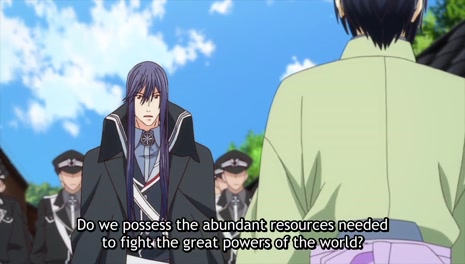 Do we possess the abundant resources needed
to fight the great powers of the world?